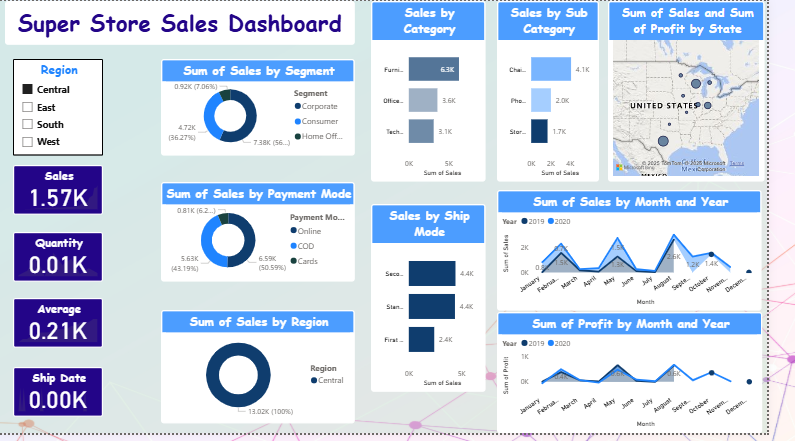 Super Store Sales Dashboard
Region
Central
East
South
West
Sales
1.57K
Quantity
0.01K
Average
0.21K
Ship Date
0.00K
Sum of Sales by Segment
0.92K (7.06%)
4.72K
(36.27%)
7.38K (56...)
Segment
Corporate
Consumer
Home Off...
Sum of Sales by Payment Mode
0.81K (6.2...)
5.63K
(43.19%)
6.59K
(50.59%)
Payment Mo...
Online
COD
Cards
Sum of Sales by Region
13.02K (100%)
Region
Central
Sales by
Category
Furni...
6.3K
Office...
3.6K
Tech...
3.1K
0K 5K
Sum of Sales
Sales by Sub
Category
Chai...
4.1K
Pho...
2.0K
Stor...
1.7K
0K 2K 4K
Sum of Sales
Sum of Sales and Sum
of Profit by State
UNITED STATES
Microsoft Bing
© 2025 TomTom
Microsoft
Corporation
MEXICO
Sales by Ship
Mode
Seco...
4.4K
Stan...
4.4K
First ...
2.4K
0K 5K
Sum of Sales
Sum of Sales by Month and Year
Year 2019 2020
Sum of Sales
2K
0K
1.2K
1.4K
January
Februa...
March
April
May
June
July
August
Septe...
October
Novem...
Decem...
Month
Sum of Profit by Month and Year
Year 2019 2020
Sum of Profit
1K
0K
January
Februa...
March
April
May
June
July
August
Septe...
October
Novem...
Decem...
Month